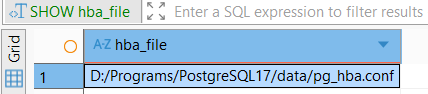 SHOW hba_file
Enter a SQL expression to filter results
Grid
A-Z hba_file
1
D:/Programs/PostgreSQL17/data/pg_hba.conf